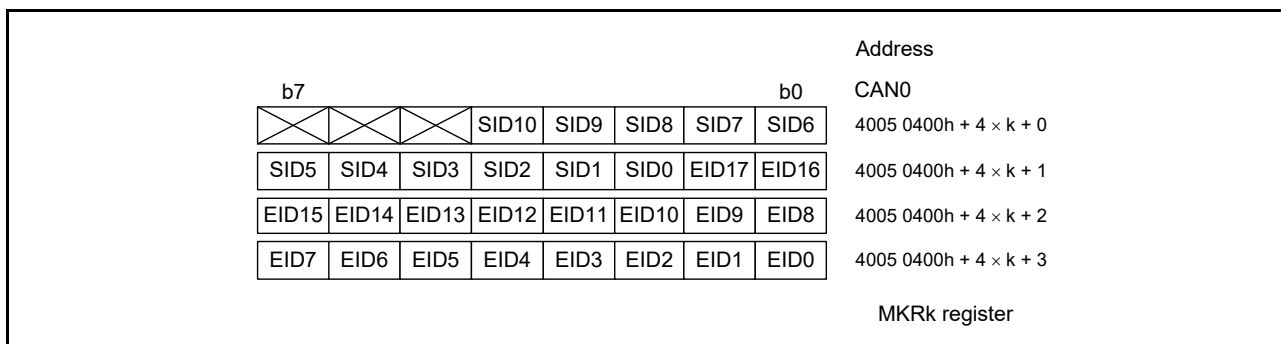 Address
b7 b0 CAN0
SID10 SID9 SID8 SID7 SID6 4005 0400h + 4 × k + 0
SID5 SID4 SID3 SID2 SID1 SID0 EID17 EID16 4005 0400h + 4 × k + 1
EID15 EID14 EID13 EID12 EID11 EID10 EID9 EID8 4005 0400h + 4 × k + 2
EID7 EID6 EID5 EID4 EID3 EID2 EID1 EID0 4005 0400h + 4 × k + 3
MKRk register